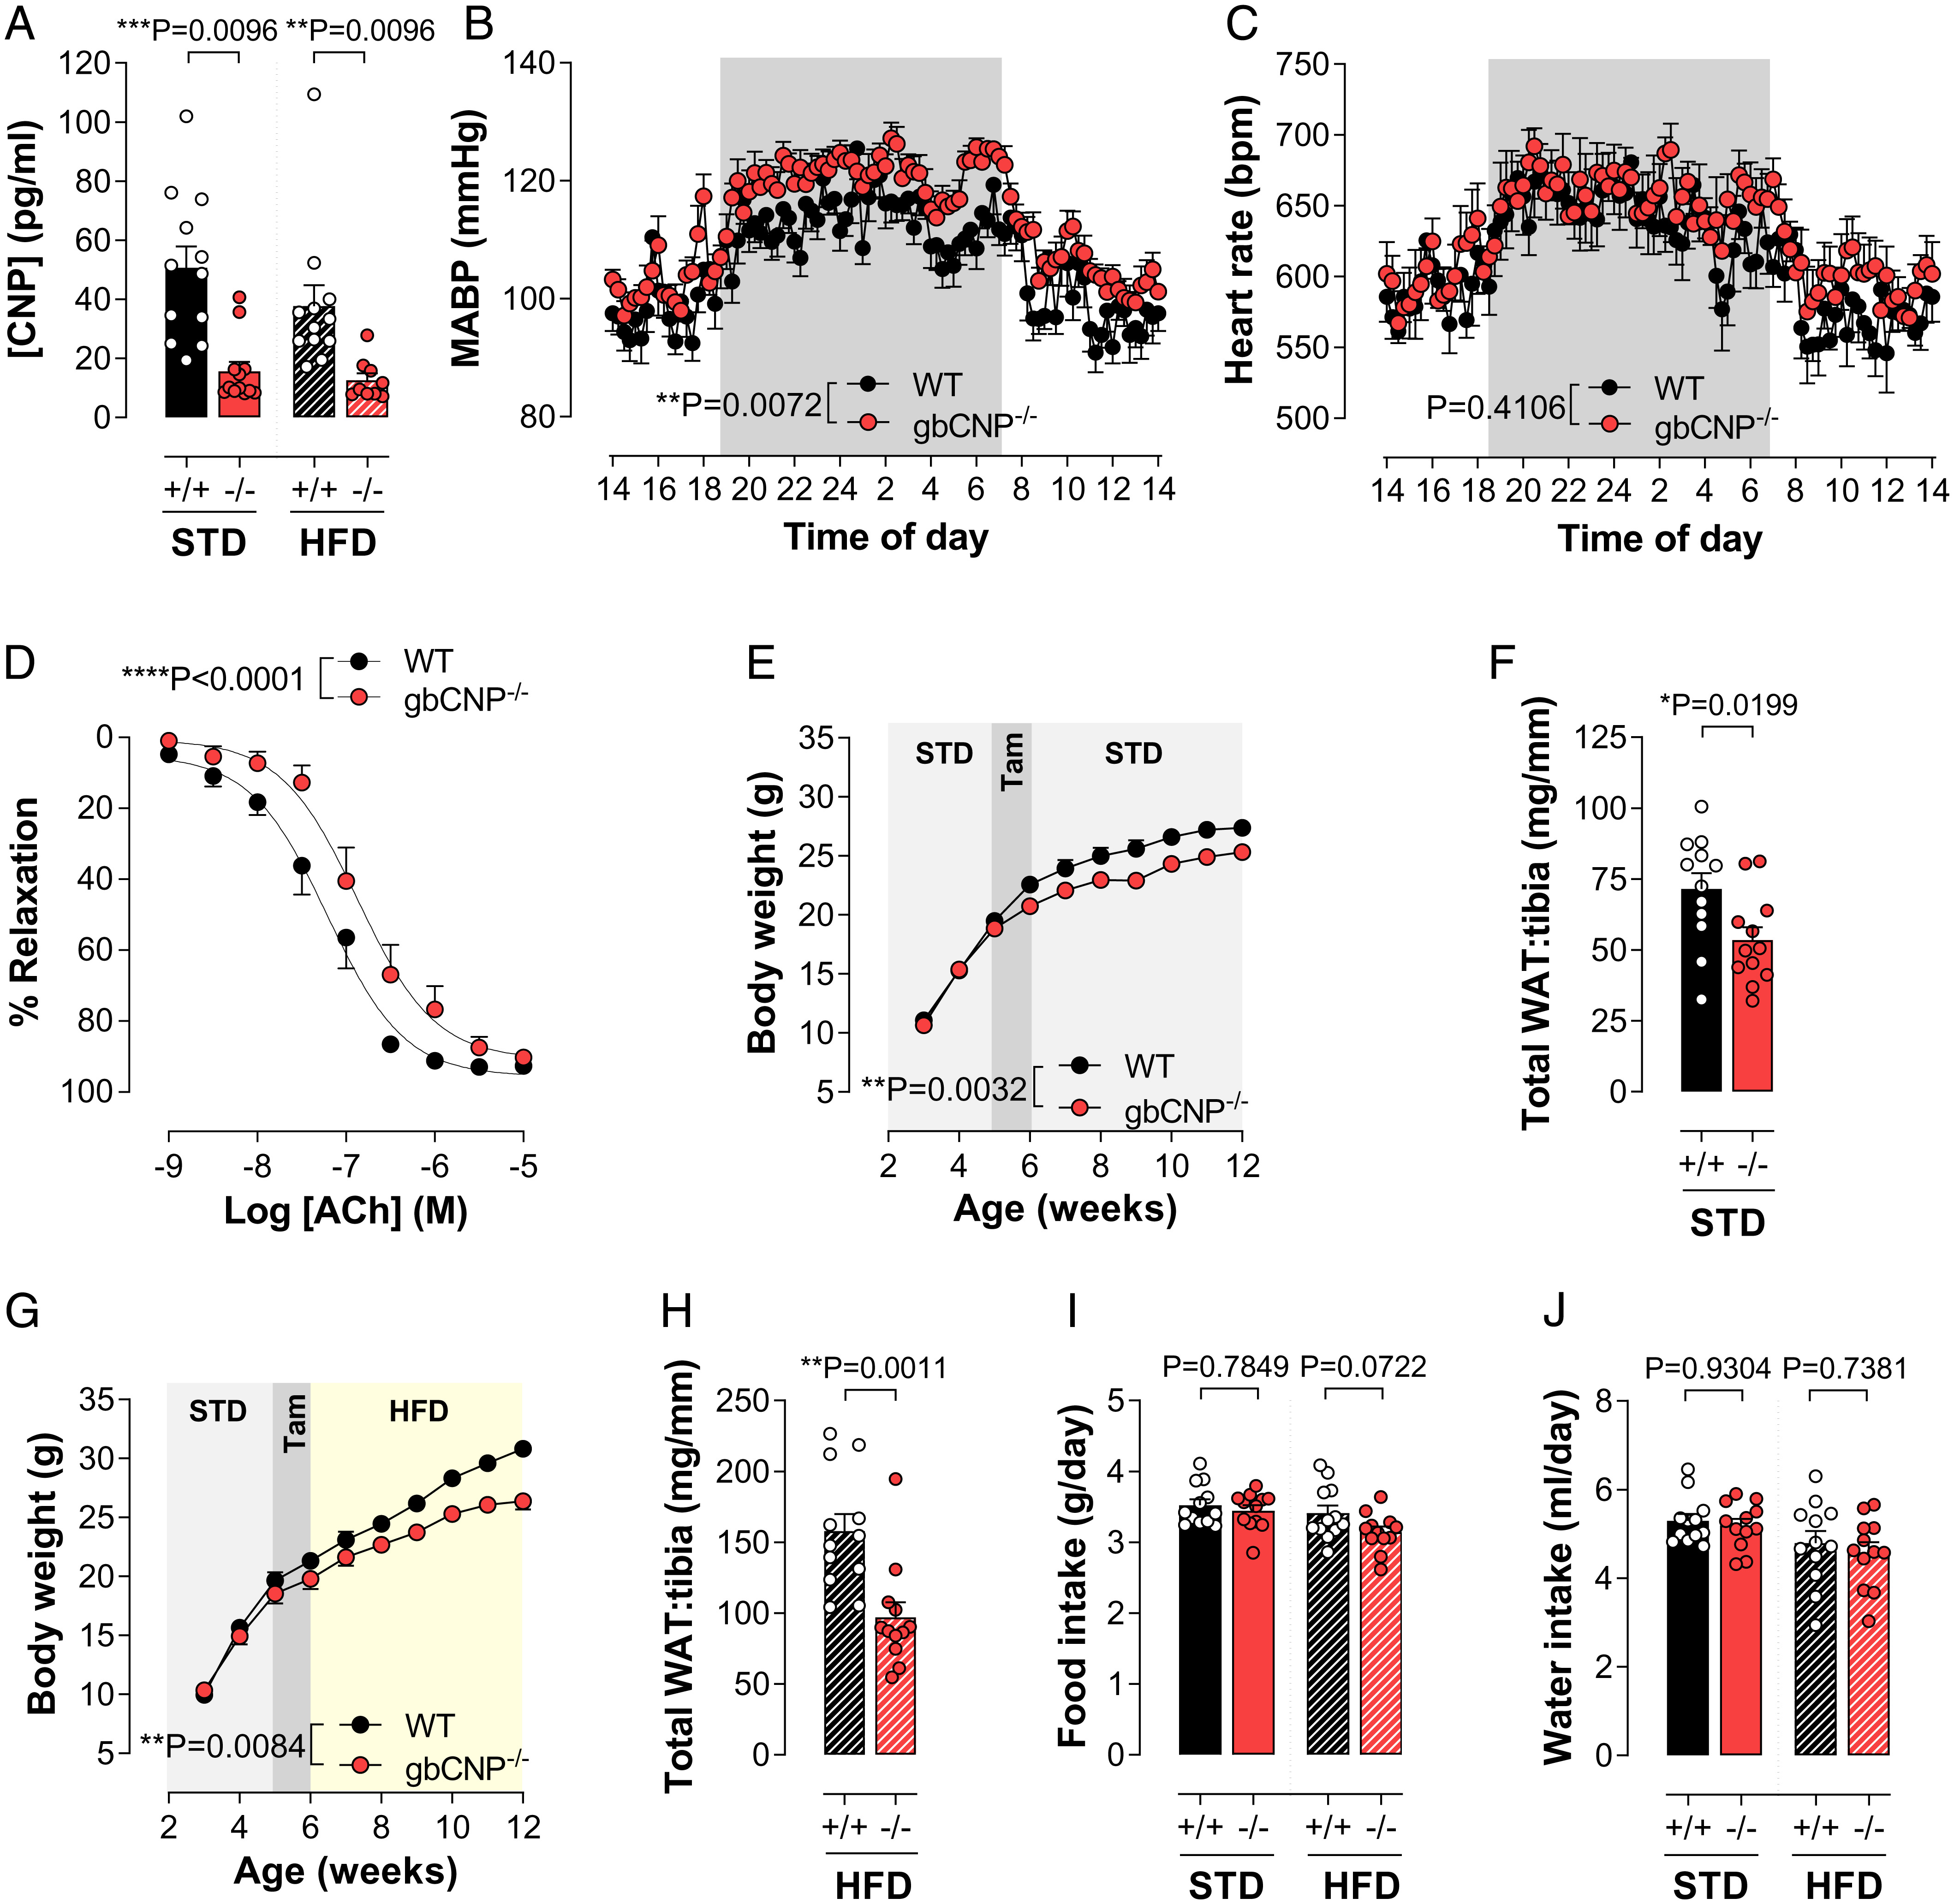 A
***P=0.0096 **P=0.0096
[CNP] (pg/ml)
120
100
80
60
40
20
0
+/+ -/- +/+ -/-
STD HFD
B
MABP (mmHg)
140
120
100
80
**P=0.0072
WT
gbCNP-/-
14 16 18 20 22 24 2 4 6 8 10 12 14
Time of day
C
Heart rate (bpm)
750
700
650
600
550
500
P=0.4106
WT
gbCNP-/-
14 16 18 20 22 24 2 4 6 8 10 12 14
Time of day
D
****P<0.0001
WT
gbCNP-/-
% Relaxation
0
20
40
60
80
100
-9 -8 -7 -6 -5
Log [ACh] (M)
E
Body weight (g)
35
30
25
20
15
10
5
STD Tam STD
**P=0.0032
WT
gbCNP-/-
2 4 6 8 10 12
Age (weeks)
F
*P=0.0199
Total WAT:tibia (mg/mm)
125
100
75
50
25
0
+/+ -/-
STD
G
Body weight (g)
35
30
25
20
15
10
5
STD Tam HFD
**P=0.0084
WT
gbCNP-/-
2 4 6 8 10 12
Age (weeks)
H
**P=0.0011
Total WAT:tibia (mg/mm)
250
200
150
100
50
0
+/+ -/-
HFD
I
P=0.7849 P=0.0722
Food intake (g/day)
5
4
3
2
1
0
+/+ -/- +/+ -/-
STD HFD
J
P=0.9304 P=0.7381
Water intake (ml/day)
8
6
4
2
0
+/+ -/- +/+ -/-
STD HFD